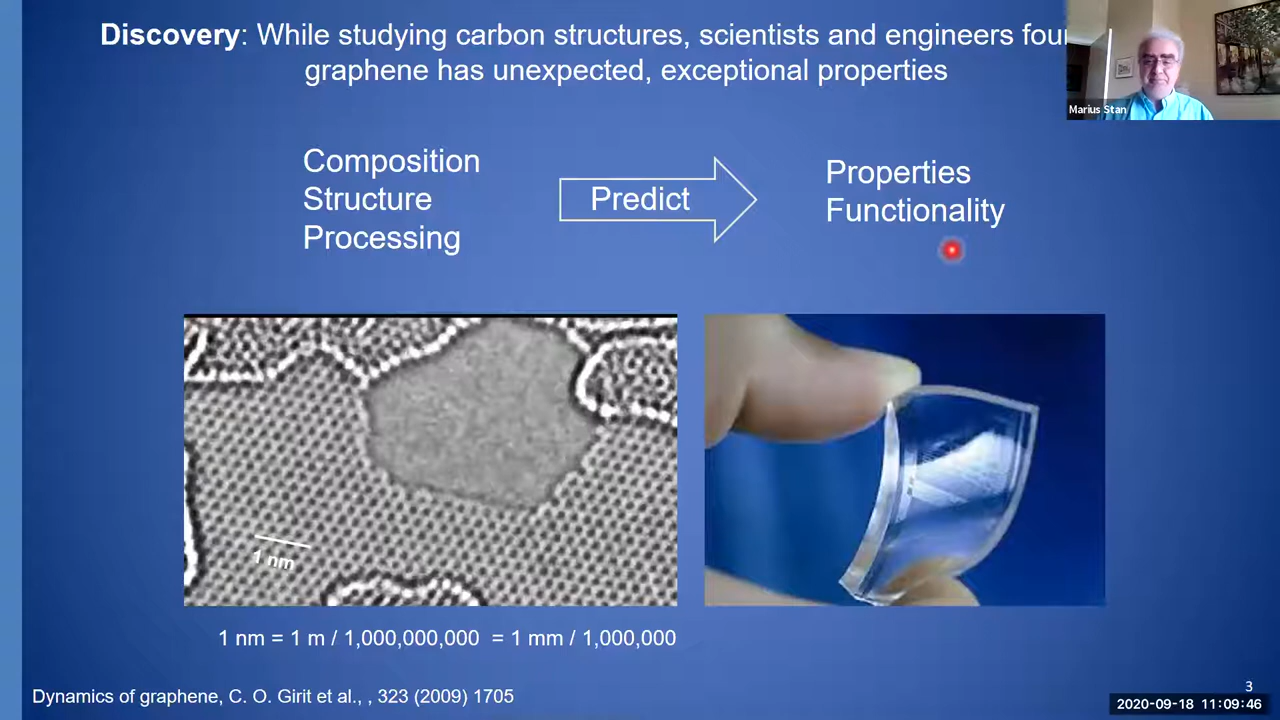 Discovery: While studying carbon structures, scientists and engineers four
graphene has unexpected, exceptional properties
Marius Stan
Composition
Structure
Processing
Predict
Properties
Functionality
1 nm
1 nm = 1 m / 1,000,000,000 = 1 mm / 1,000,000
Dynamics of graphene, C. O. Girit et al., , 323 (2009) 1705
3
2020-09-18 11:09:46